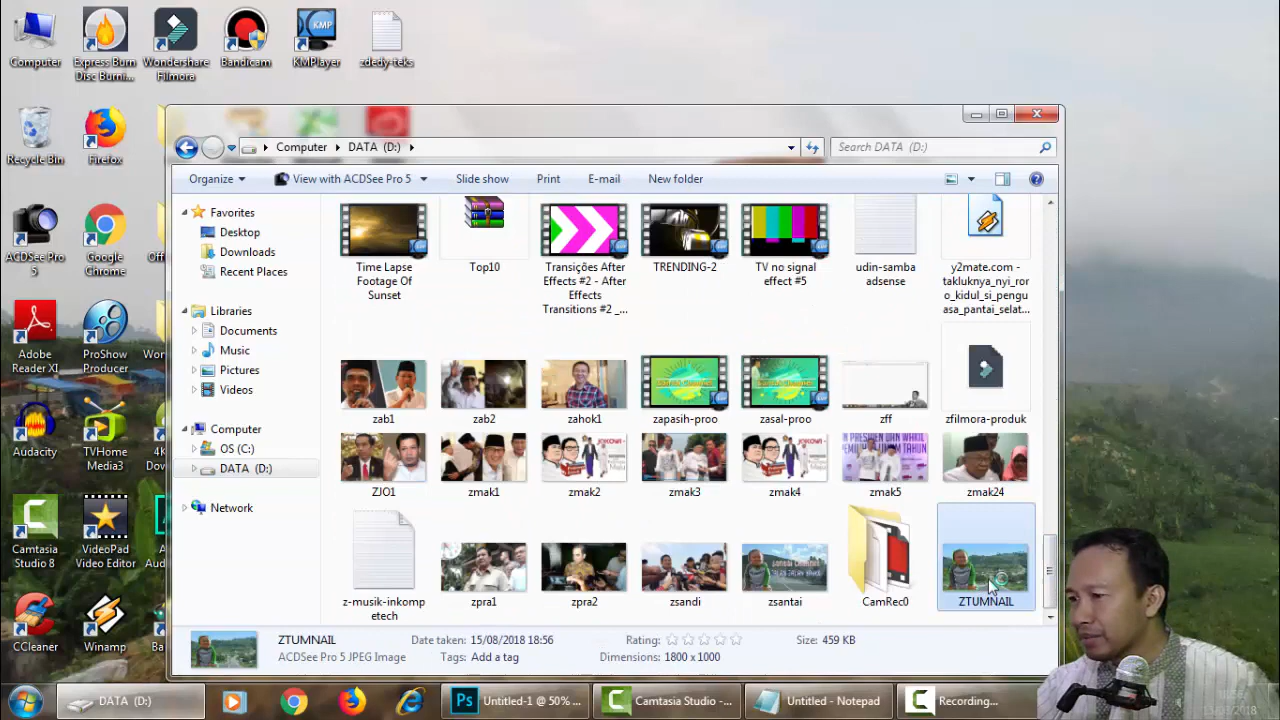 Computer
Express Burn
Disc Burni...
Wondershare
Filmora
Bandicam
KMPlayer
zdedy-teks
Recycle Bin
Firefox
ACDSee Pro
5
Google
Chrome
Adobe
Reader XI
ProShow
Producer
Audacity
TVHome
Media3
Camtasia
Studio 8
VideoPad
Video Editor
CCleaner
Winamp
Computer
DATA (D:)
Search DATA (D:)
Organize
View with ACDSee Pro 5
Slide show
Print
E-mail
New folder
Favorites
Desktop
Downloads
Recent Places
Libraries
Documents
Music
Pictures
Videos
Computer
OS (C:)
DATA (D:)
Network
Time Lapse
Footage Of
Sunset
Top10
Transições After
Effects #2 - After
Effects
Transitions #2 _...
TRENDING-2
TV no signal
effect #5
udin-samba
adsense
y2mate.com -
takluknya_nyi_ro
ro_kidul_si_pengu
asa_pantai_selat...
zab1
zab2
zahok1
zapasih-proo
zasal-proo
zff
zfilmora-produk
ZJO1
zmak1
zmak2
zmak3
zmak4
zmak5
zmak24
z-musik-inkomp
etech
zpra1
zpra2
zsandi
zsantai
CamRec0
ZTUMNAIL
ZTUMNAIL
ACDSee Pro 5 JPEG Image
Date taken: 15/08/2018 18:56
Tags: Add a tag
Rating:
Dimensions: 1800 x 1000
Size: 459 KB
DATA (D:)
Untitled-1 @ 50% ...
Camtasia Studio -...
Untitled - Notepad
Recording...